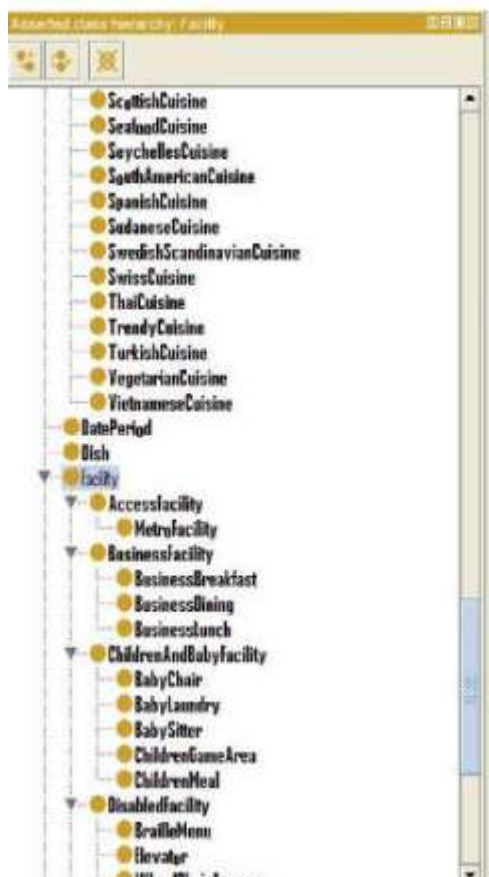 Asserted class hierarchy: Facility
ScottishCuisine
SeafoodCuisine
SeychellesCuisine
SouthAmericanCuisine
SpanishCuisine
SudaneseCuisine
SwedishScandinavianCuisine
SwissCuisine
ThaiCuisine
TrendyCuisine
TurkishCuisine
VegetarianCuisine
VietnameseCuisine
DatePeriod
Dish
Facility
AccessFacility
MetroFacility
BusinessFacility
BusinessBreakfast
BusinessDining
BusinessLunch
ChildrenAndBabyFacility
BabyChair
BabyLaundry
BabySitter
ChildrenGameArea
ChildrenMeal
DisabledFacility
BrailleMenu
Elevator